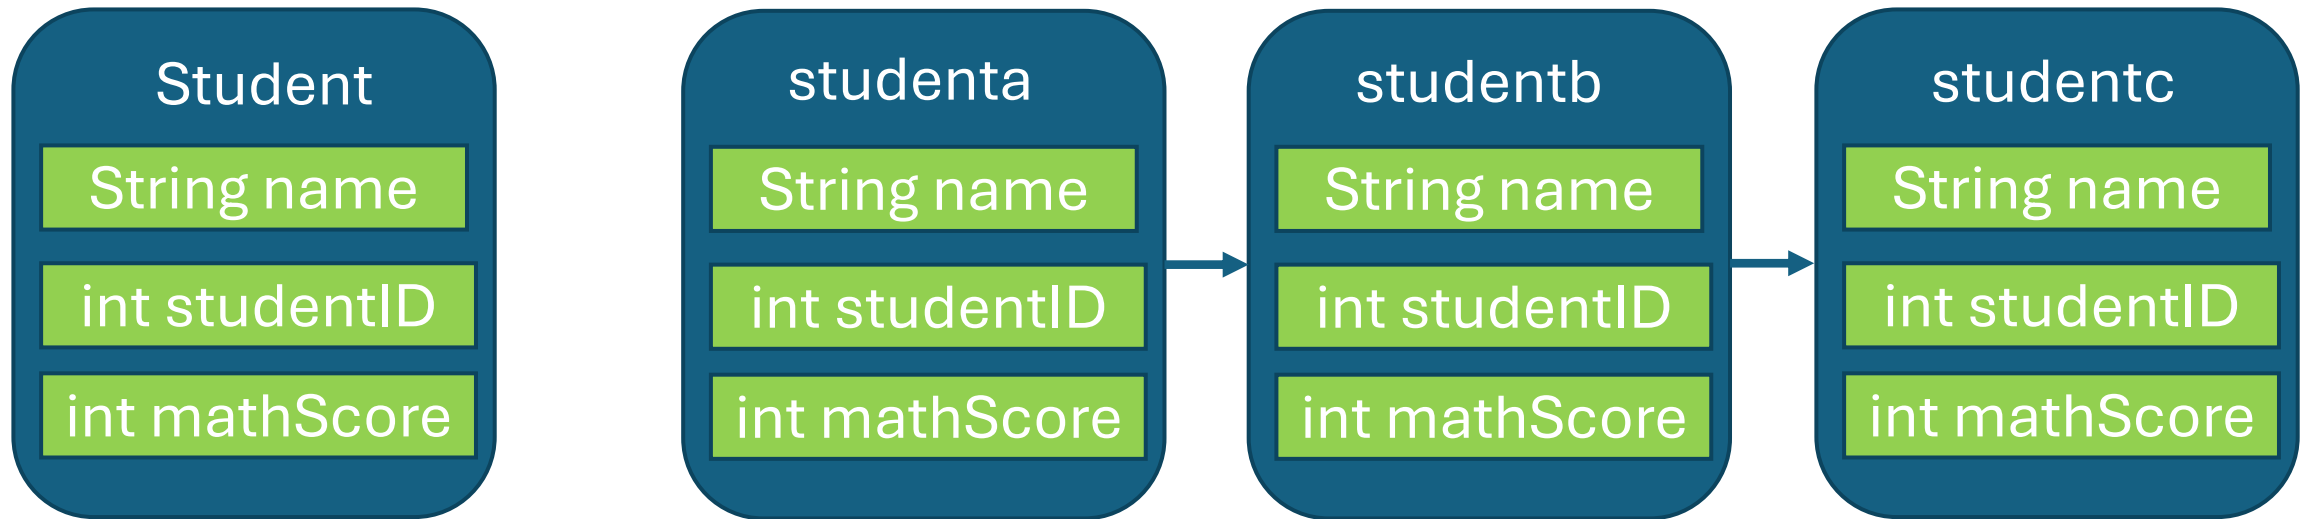 Student
String name
int studentID
int mathScore
studenta
String name
int studentID
int mathScore
studentb
String name
int studentID
int mathScore
studentc
String name
int studentID
int mathScore